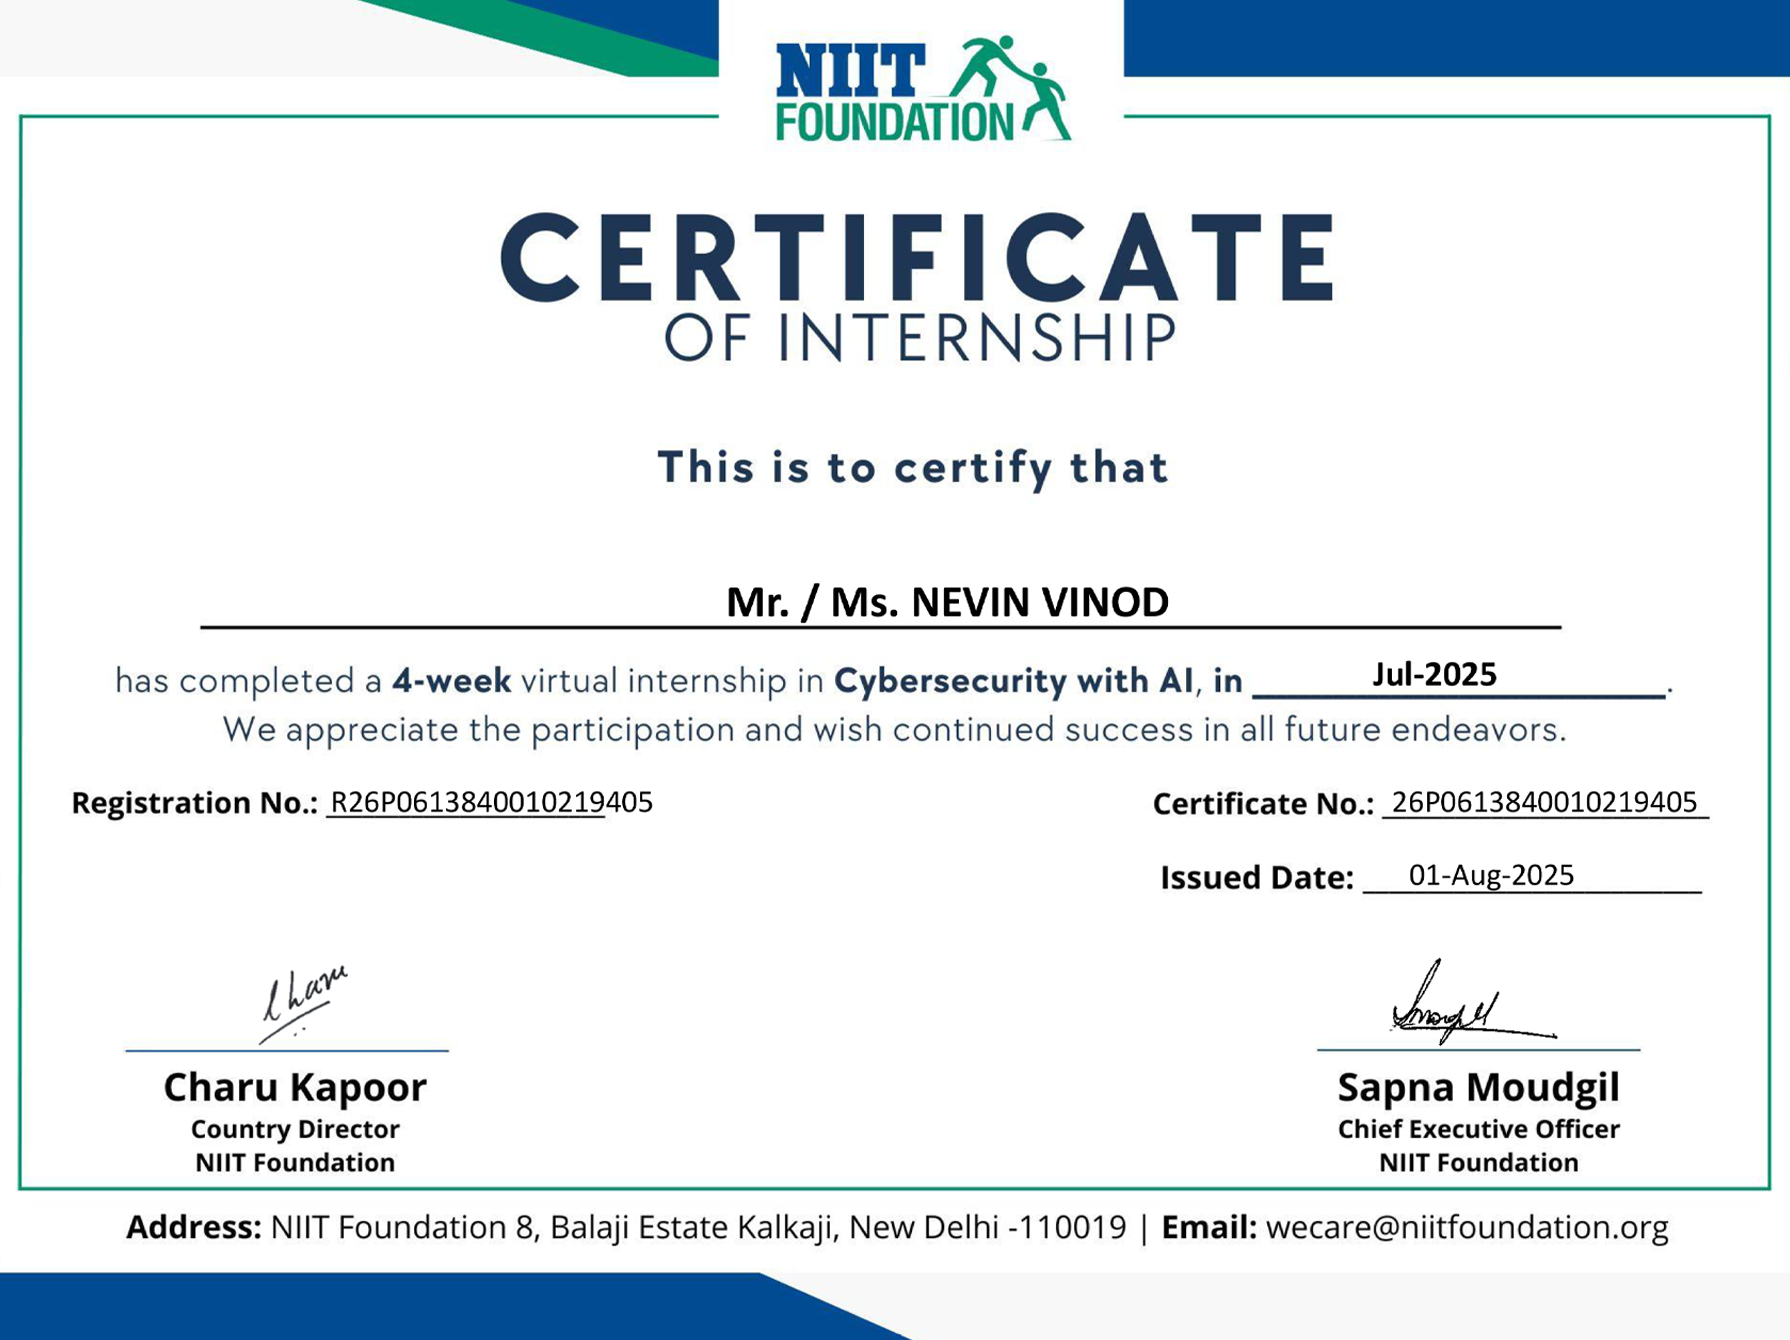 NIIT
FOUNDATION
CERTIFICATE
OF INTERNSHIP
This is to certify that
Mr. / Ms. NEVIN VINOD
has completed a 4-week virtual internship in Cybersecurity with AI, in Jul-2025.
We appreciate the participation and wish continued success in all future endeavors.
Registration No.: R26P0613840010219405
Certificate No.: 26P0613840010219405
Issued Date: 01-Aug-2025
Charu
Charu Kapoor
Country Director
NIIT Foundation
Sapna Moudgil
Chief Executive Officer
NIIT Foundation
Address: NIIT Foundation 8, Balaji Estate Kalkaji, New Delhi -110019 | Email: wecare@niitfoundation.org